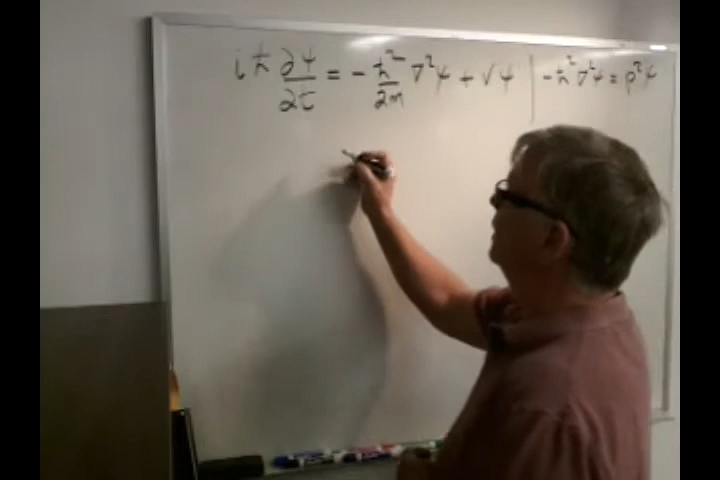 iħ ∂ψ/∂t = -ħ²/2m ∇²ψ + Vψ | -ħ²∇²ψ = p²ψ